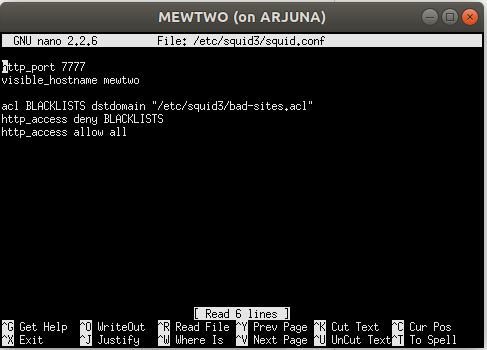 MEWTWO (on ARJUNA)
GNU nano 2.2.6 File: /etc/squid3/squid.conf
http_port 7777
visible_hostname mewtwo
acl BLACKLISTS dstdomain "/etc/squid3/bad-sites.acl"
http_access deny BLACKLISTS
http_access allow all
[ Read 6 lines ]
^G Get Help ^O WriteOut ^R Read File ^Y Prev Page ^K Cut Text ^C Cur Pos
^X Exit ^J Justify ^W Where Is ^V Next Page ^U UnCut Text ^T To Spell